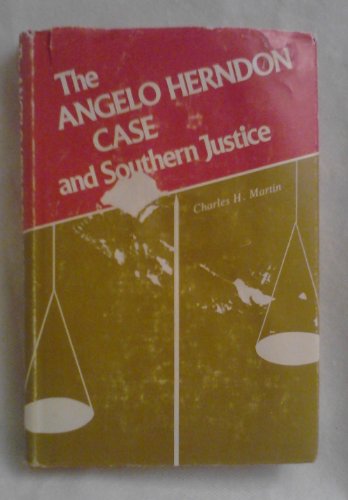 The
ANGELO HERNDON
CASE
and Southern Justice
Charles H. Martin